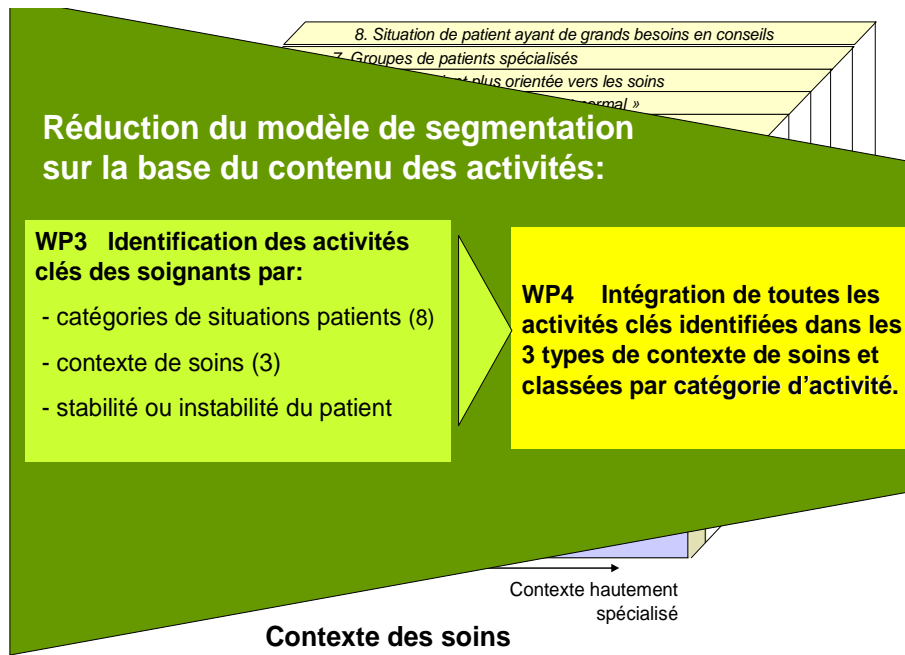 8. Situation de patient ayant de grands besoins en conseils
7. Groupes de patients spécialisés
plus orientée vers les soins
normal »
Réduction du modèle de segmentation
sur la base du contenu des activités:
WP3 Identification des activités
clés des soignants par:
- catégories de situations patients (8)
- contexte de soins (3)
- stabilité ou instabilité du patient
WP4 Intégration de toutes les
activités clés identifiées dans les
3 types de contexte de soins et
classées par catégorie d’activité.
Contexte hautement
spécialisé
Contexte des soins